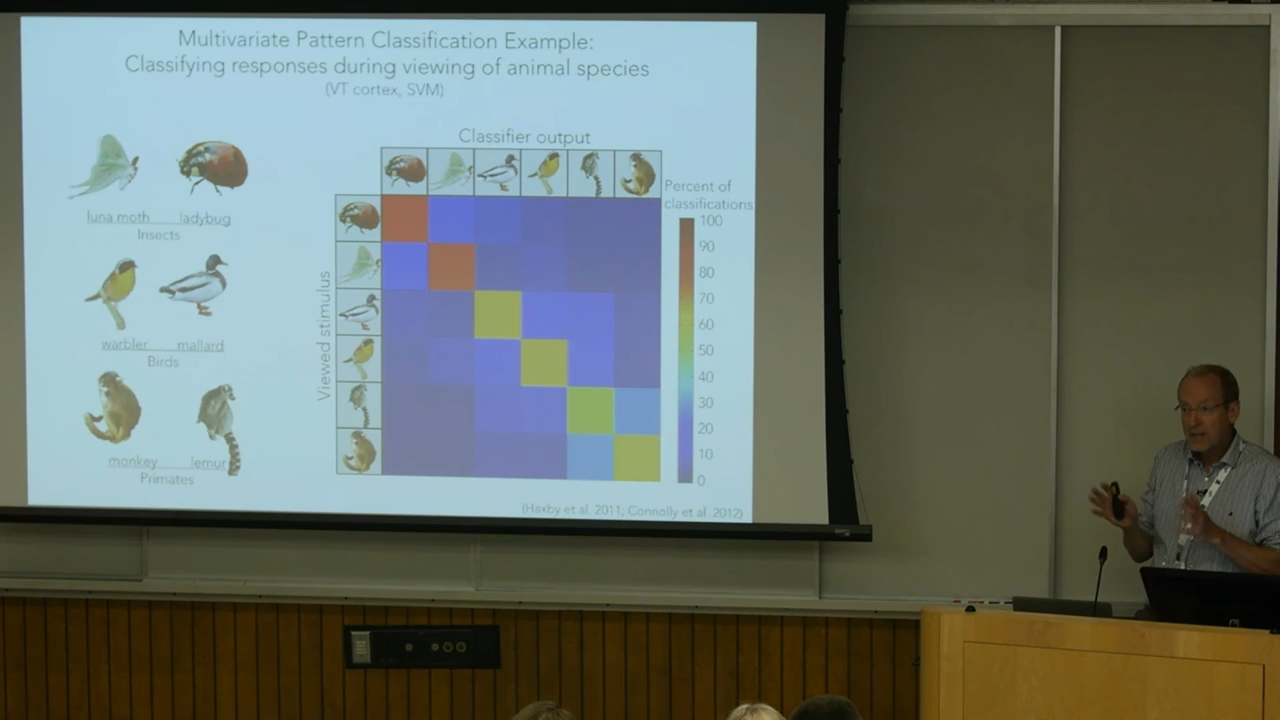 Multivariate Pattern Classification Example:
Classifying responses during viewing of animal species
(VT cortex, SVM)
luna moth ladybug
Insects
warbler mallard
Birds
monkey lemur
Primates
Classifier output
Viewed stimulus
Percent of
classifications
100
90
80
70
60
50
40
30
20
10
0
(Haxby et al. 2011; Connolly et al. 2012)